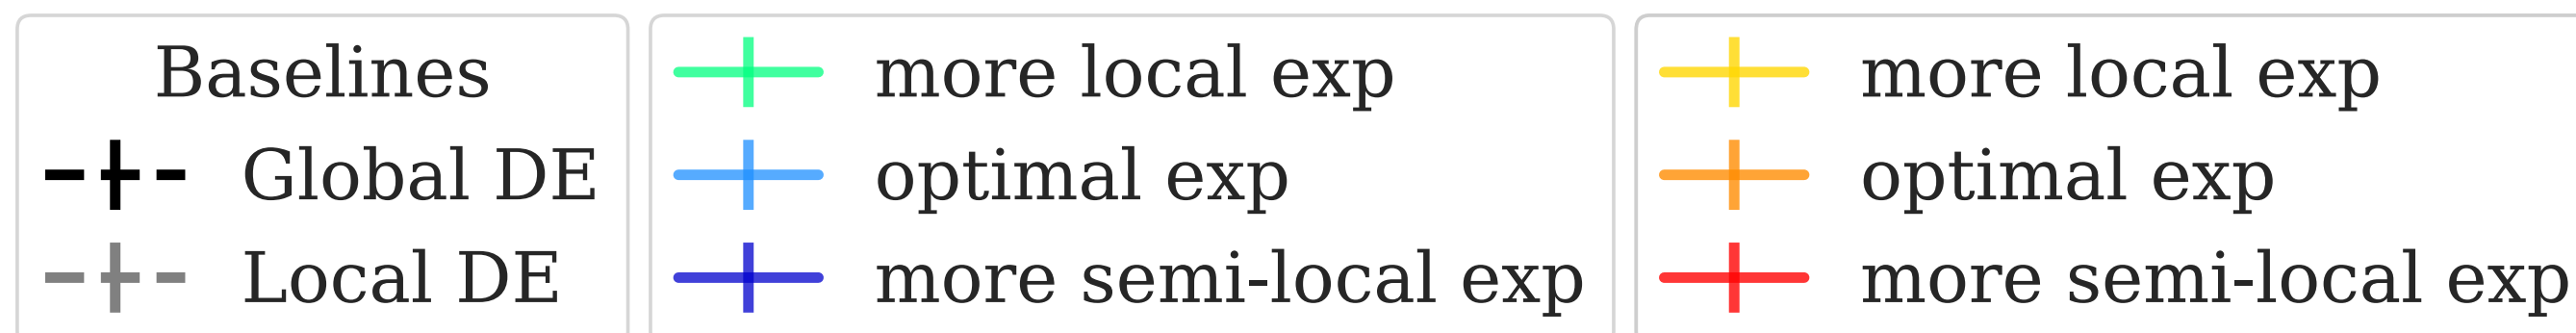 Baselines
Global DE
Local DE
more local exp
optimal exp
more semi-local exp
more local exp
optimal exp
more semi-local exp